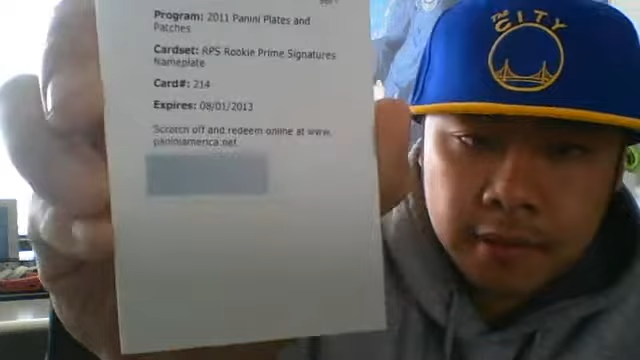 Program: 2011 Panini Plates and
Patches
Cardset: RPS Rookie Prime Signatures
Nameplate
Card#: 214
Expires: 08/01/2013
Scratch off and redeem online at www.
paniniamerica.net.
The
CITY